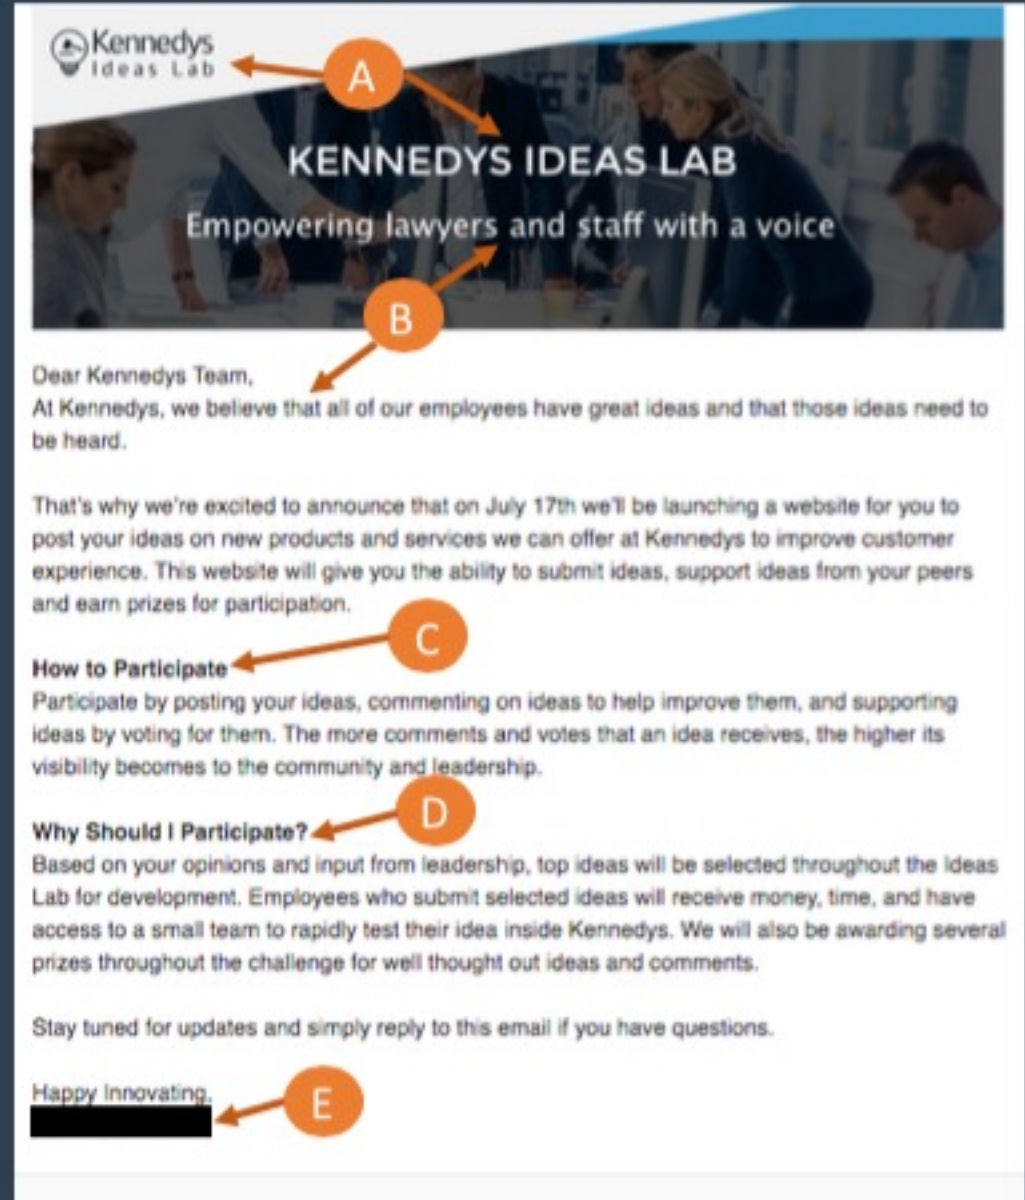 Kennedys
Ideas Lab
A
KENNEDYS IDEAS LAB
Empowering lawyers and staff with a voice
B
Dear Kennedys Team,
At Kennedys, we believe that all of our employees have great ideas and that those ideas need to
be heard.
That's why we're excited to announce that on July 17th we'll be launching a website for you to
post your ideas on new products and services we can offer at Kennedys to improve customer
experience. This website will give you the ability to submit ideas, support ideas from your peers
and earn prizes for participation.
C
How to Participate
Participate by posting your ideas, commenting on ideas to help improve them, and supporting
ideas by voting for them. The more comments and votes that an idea receives, the higher its
visibility becomes to the community and leadership.
D
Why Should I Participate?
Based on your opinions and input from leadership, top ideas will be selected throughout the Ideas
Lab for development. Employees who submit selected ideas will receive money, time, and have
access to a small team to rapidly test their idea inside Kennedys. We will also be awarding several
prizes throughout the challenge for well thought out ideas and comments.
Stay tuned for updates and simply reply to this email if you have questions.
Happy Innovating,
E